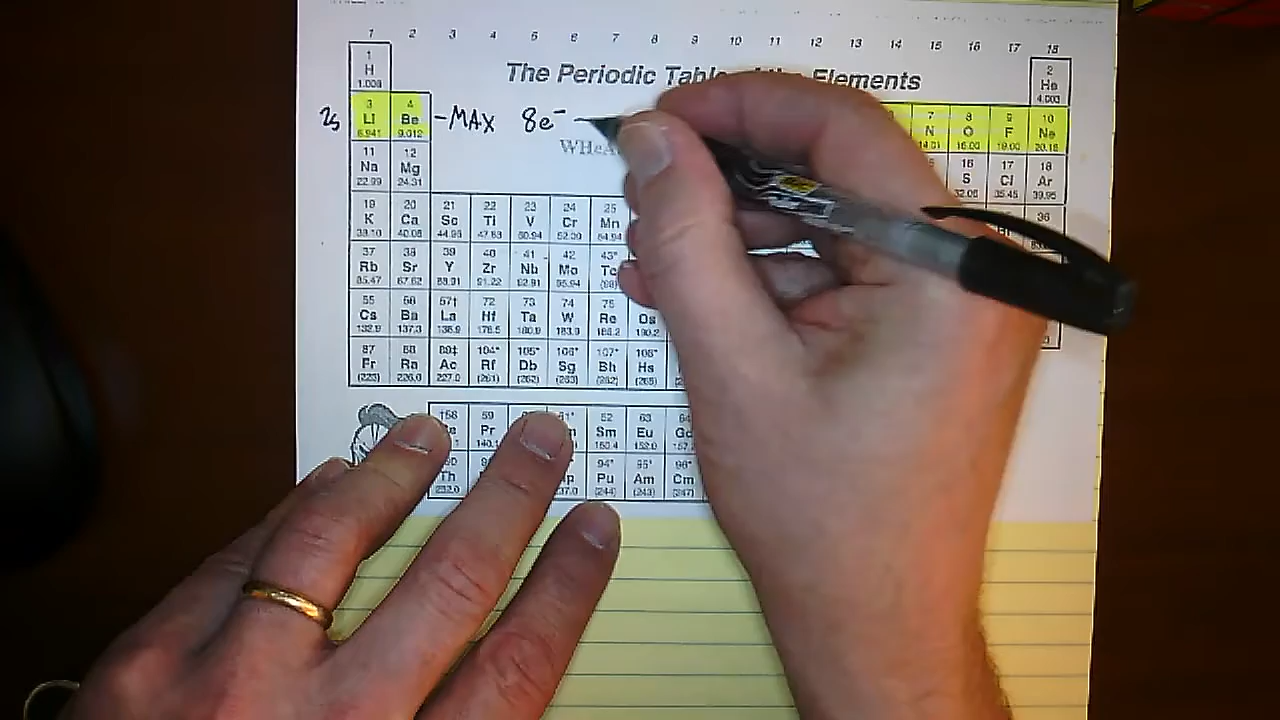 1 2 3 4 5 6 7 8 9 10 11 12 13 14 15 16 17 18
The Periodic Table of the Elements
1 2
H He
1.008 4.003
2s 3 4 -MAX 8e⁻ 7 8 9 10
Li Be N O F Ne
6.941 9.012 14.01 16.00 19.00 20.18
WHeA
11 12 16 17 18
Na Mg S Cl Ar
22.99 24.31 32.06 35.45 39.95
19 20 21 22 23 24 25 36
K Ca Sc Ti V Cr Mn
39.10 40.08 44.96 47.88 50.94 52.00 54.94
37 38 39 40 41 42 43*
Rb Sr Y Zr Nb Mo Tc
85.47 87.62 88.91 91.22 92.91 95.94 (98)
55 56 57† 72 73 74 75
Cs Ba La Hf Ta W Re Os
132.9 137.3 138.9 178.5 180.9 183.9 186.2 190.2
87 88 89‡ 104* 105* 106* 107* 108*
Fr Ra Ac Rf Db Sg Bh Hs
(223) 226.0 227.0 (261) (262) (263) (262) (265)
†58 59 61* 62 63 64
Pr Sm Eu Gd
150.4 152.0
94* 95* 96*
Th Pu Am Cm
232.0 (244) (243) (247)